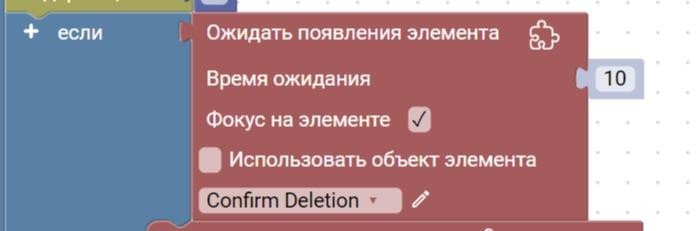 если
Ожидать появления элемента
Время ожидания
10
Фокус на элементе
Использовать объект элемента
Confirm Deletion